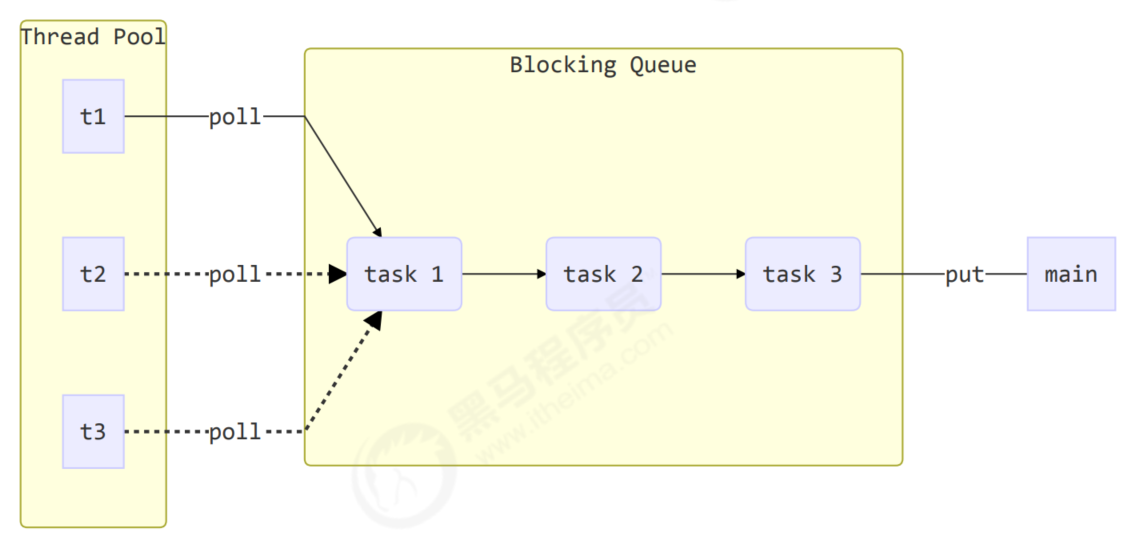 Thread Pool
Blocking Queue
t1
poll
t2
poll
task 1
task 2
task 3
put
main
t3
poll
黑马程序员
www.itheima.com